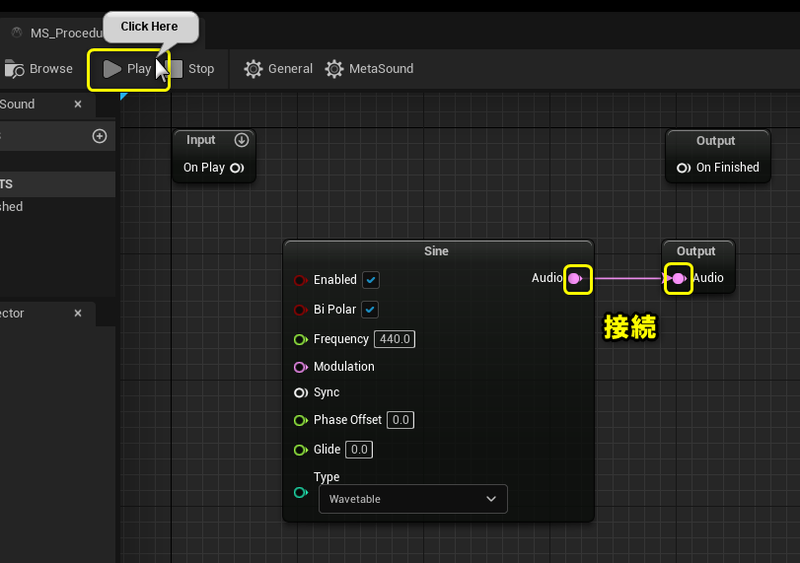 Click Here
MS_Procedu
Browse
Play
Stop
General
MetaSound
Sound
Input
On Play
Output
On Finished
TS
shed
Sine
Enabled
Audio
Bi Polar
Frequency
440.0
Modulation
Sync
Phase Offset
0.0
Glide
0.0
Type
Wavetable
Output
Audio
接続
ector